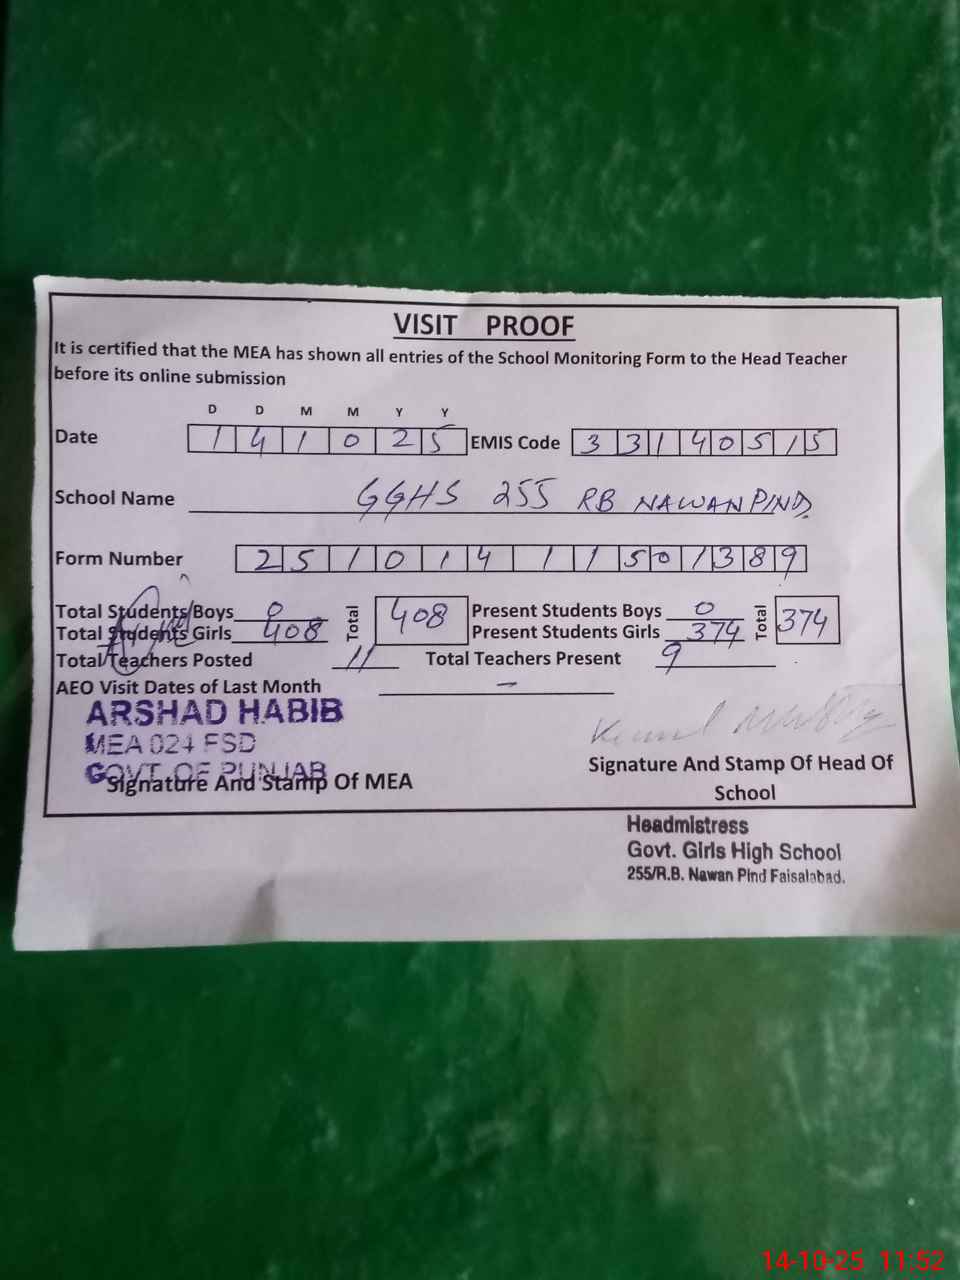 VISIT PROOF
It is certified that the MEA has shown all entries of the School Monitoring Form to the Head Teacher
before its online submission
D D M M Y Y
Date 1 4 1 0 2 5 EMIS Code 3 3 1 4 0 5 1 5
School Name GGHS 255 RB NAWAN PIND
Form Number 2 5 1 0 1 4 1 1 5 0 1 3 8 9
Total Students Boys 0 Total 408 Present Students Boys 0 Total 374
Total Students Girls 408 Present Students Girls 374
Total Teachers Posted 11 Total Teachers Present 9
AEO Visit Dates of Last Month –
ARSHAD HABIB
MEA 024 FSD
GOVT. OF PUNJAB
Signature And Stamp Of MEA
Signature And Stamp Of Head Of
School
Headmistress
Govt. Girls High School
255/R.B. Nawan Pind Faisalabad.
14-10-25 11:52